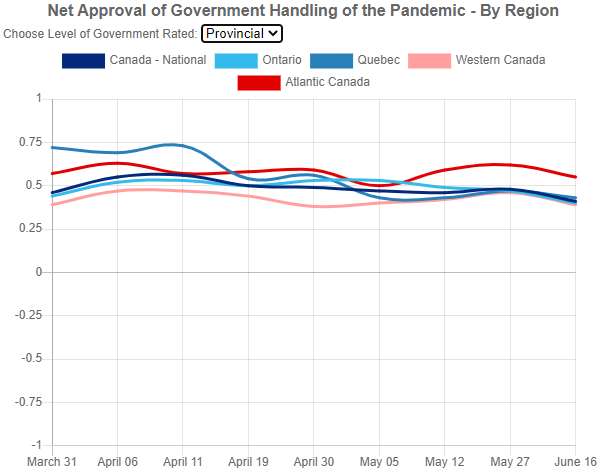 Net Approval of Government Handling of the Pandemic - By Region
Choose Level of Government Rated: Provincial
Canada - National Ontario Quebec Western Canada
Atlantic Canada
1
0.75
0.5
0.25
0
-0.25
-0.5
-0.75
-1
March 31 April 06 April 11 April 19 April 30 May 05 May 12 May 27 June 16